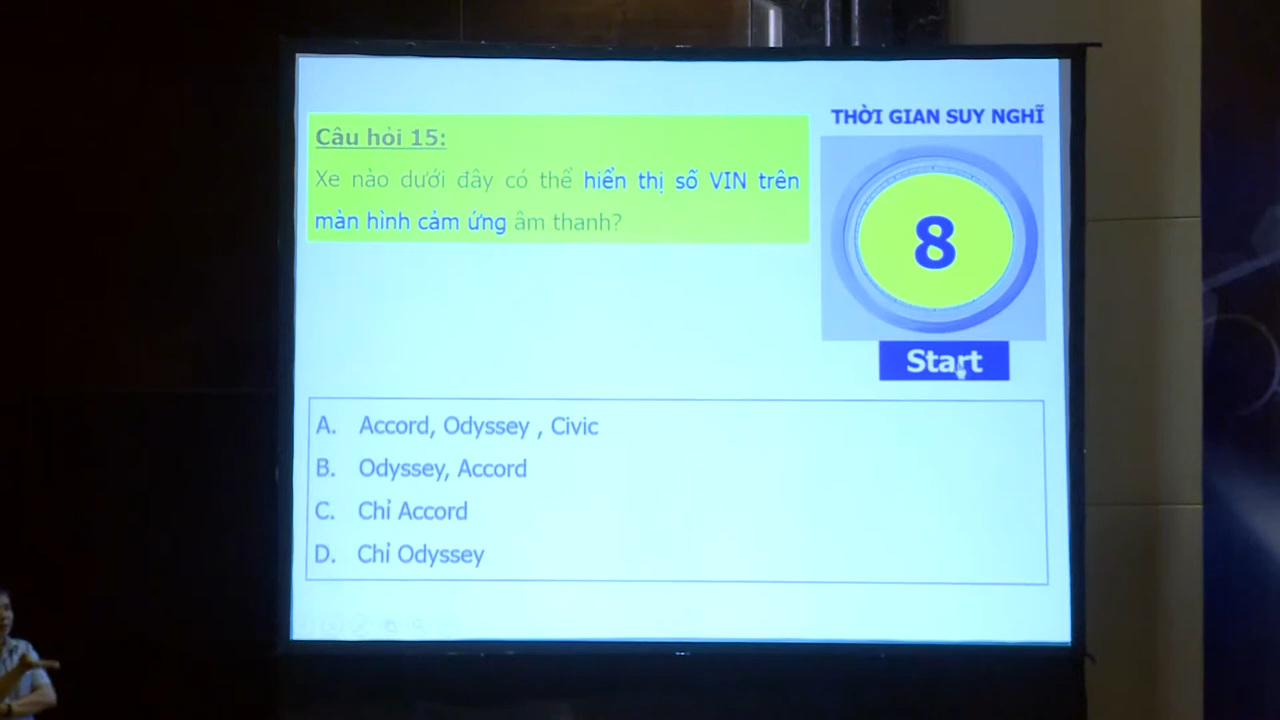 THỜI GIAN SUY NGHĨ
Câu hỏi 15:
Xe nào dưới đây có thể hiển thị số VIN trên
màn hình cảm ứng âm thanh?
8
Start
A. Accord, Odyssey , Civic
B. Odyssey, Accord
C. Chỉ Accord
D. Chỉ Odyssey